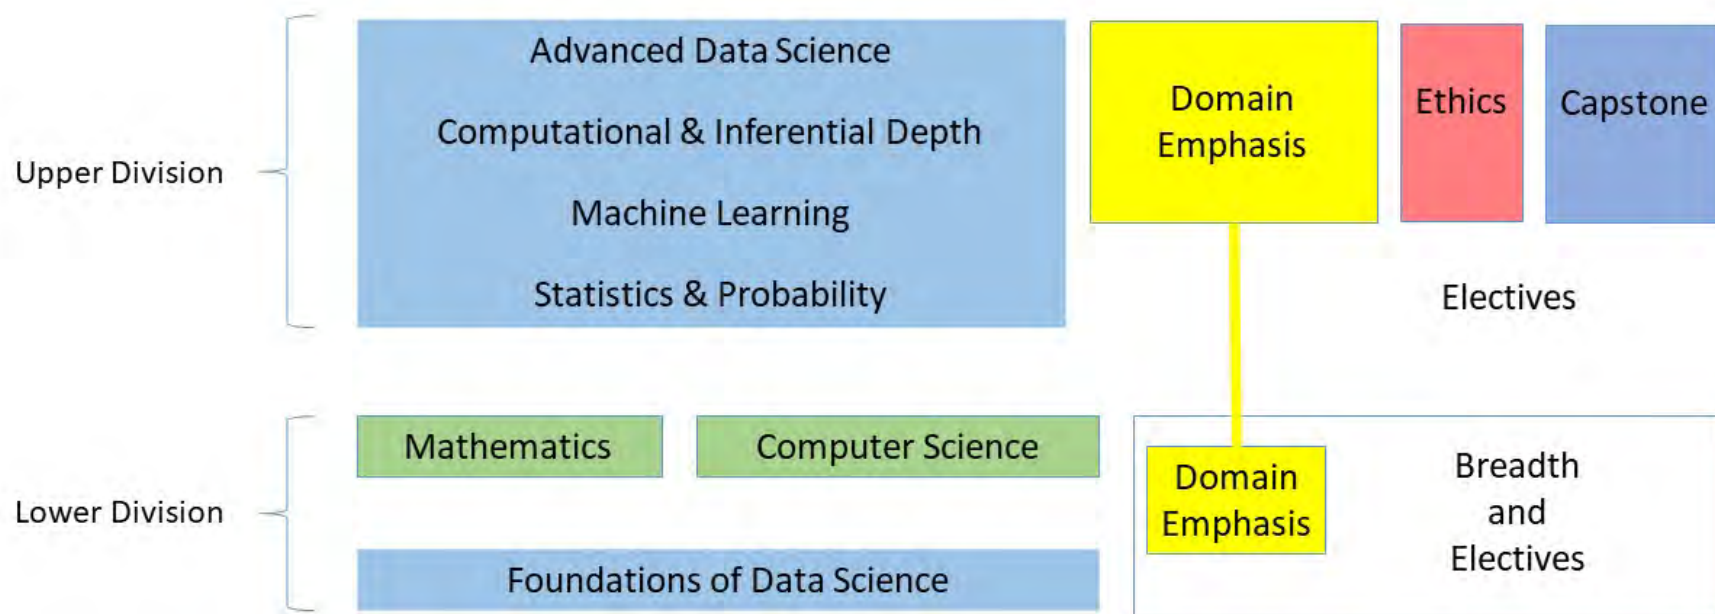 Upper Division
Advanced Data Science
Computational & Inferential Depth
Machine Learning
Statistics & Probability
Domain
Emphasis
Ethics
Capstone
Electives
Lower Division
Mathematics
Computer Science
Foundations of Data Science
Domain
Emphasis
Breadth
and
Electives